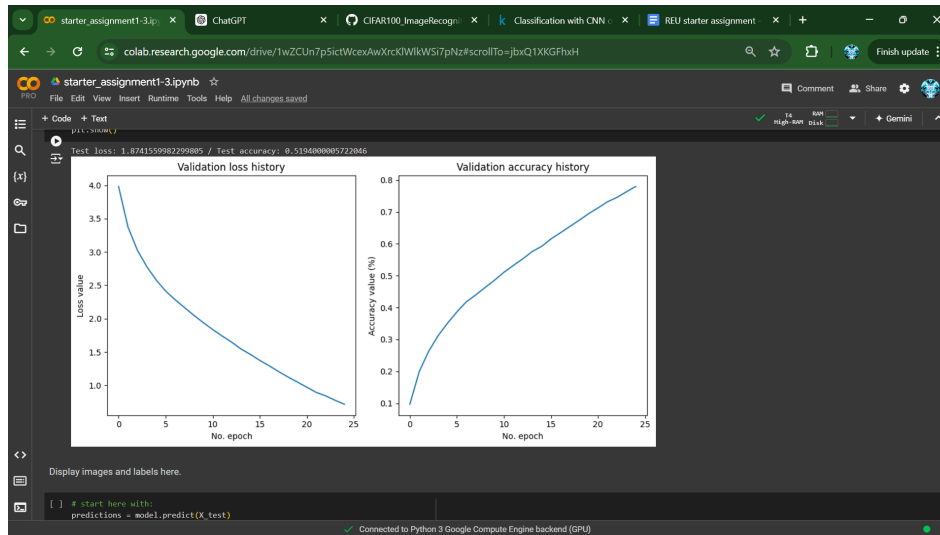 starter_assignment1-3.ip
ChatGPT
CIFAR100_ImageRecogni
Classification with CNN o
REU starter assignment -
colab.research.google.com/drive/1wZCUn7p5ictWcexAwXrcKlWlkWSi7pNz#scrollTo=jbxQ1XKGFhxH
Finish update
CO
PRO
starter_assignment1-3.ipynb
File Edit View Insert Runtime Tools Help All changes saved
Comment
Share
+ Code + Text
T4
High-RAM
RAM
Disk
Gemini
plt.show()
Test loss: 1.8741559982299805 / Test accuracy: 0.5194000005722046
Validation loss history
4.0
3.5
3.0
2.5
2.0
1.5
1.0
Loss value
0 5 10 15 20 25
No. epoch
Validation accuracy history
0.8
0.7
0.6
0.5
0.4
0.3
0.2
0.1
Accuracy value (%)
0 5 10 15 20 25
No. epoch
{x}
Display images and labels here.
[ ] # start here with:
predictions = model.predict(X_test)
Connected to Python 3 Google Compute Engine backend (GPU)